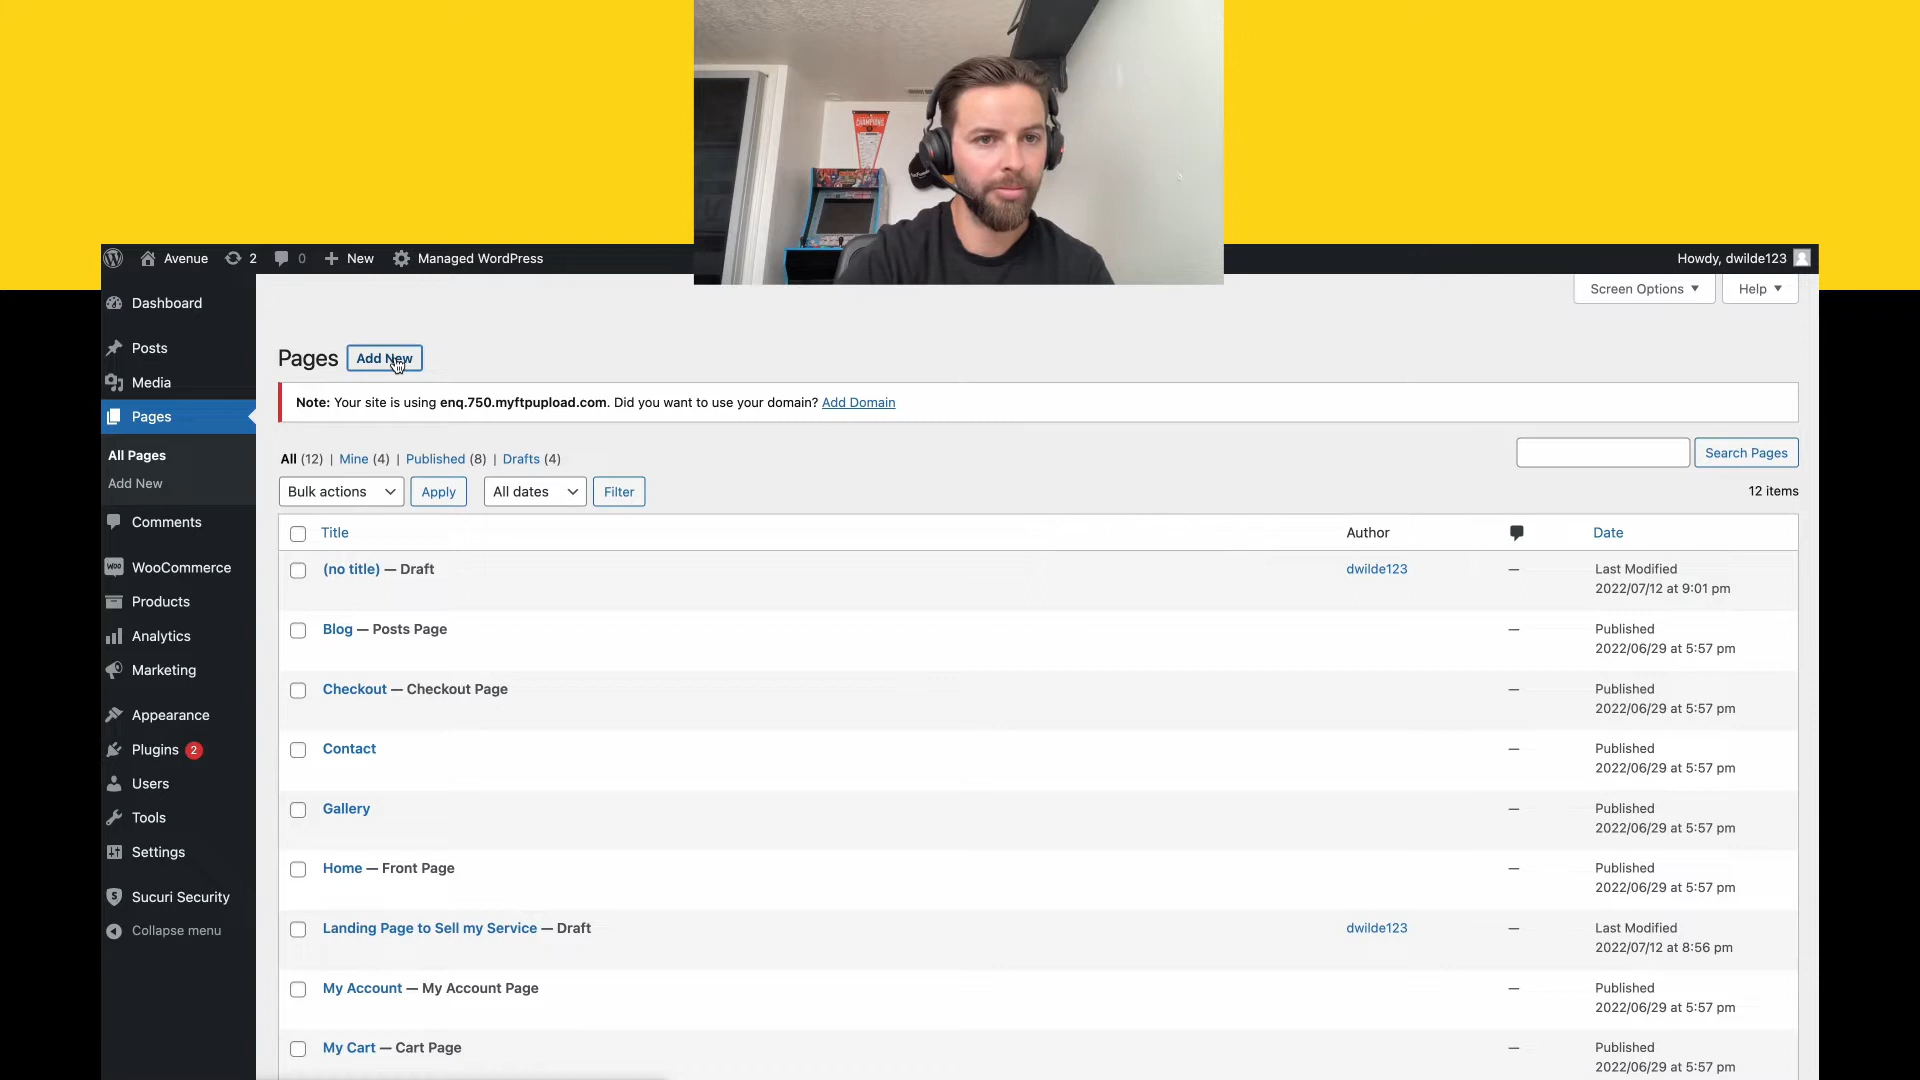 CHAMPIONS
Avenue 2 0 New Managed WordPress Howdy, dwilde123
Screen Options Help
Dashboard
Posts
Media
Pages
All Pages
Add New
Comments
WooCommerce
Products
Analytics
Marketing
Appearance
Plugins 2
Users
Tools
Settings
Sucuri Security
Collapse menu
Pages Add New
Note: Your site is using enq.750.myftpupload.com. Did you want to use your domain? Add Domain
All (12) | Mine (4) | Published (8) | Drafts (4)
Search Pages
Bulk actions Apply All dates Filter
12 items
Title Author Date
(no title) — Draft dwilde123 — Last Modified
2022/07/12 at 9:01 pm
Blog — Posts Page — Published
2022/06/29 at 5:57 pm
Checkout — Checkout Page — Published
2022/06/29 at 5:57 pm
Contact — Published
2022/06/29 at 5:57 pm
Gallery — Published
2022/06/29 at 5:57 pm
Home — Front Page — Published
2022/06/29 at 5:57 pm
Landing Page to Sell my Service — Draft dwilde123 — Last Modified
2022/07/12 at 8:56 pm
My Account — My Account Page — Published
2022/06/29 at 5:57 pm
My Cart — Cart Page — Published
2022/06/29 at 5:57 pm